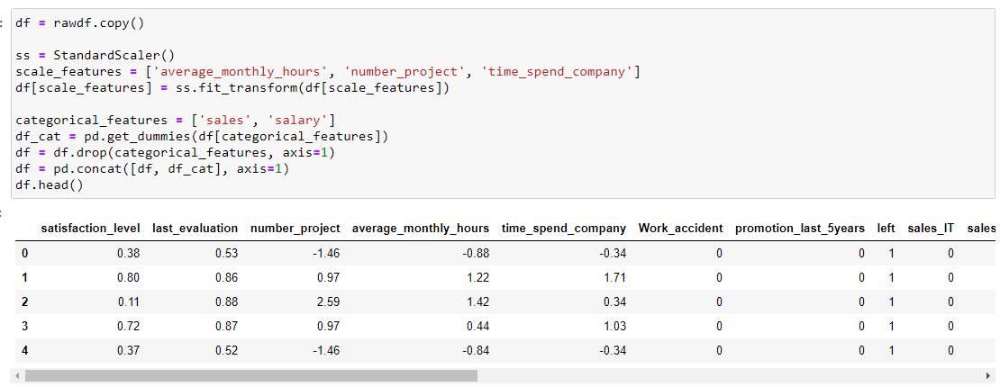 df = rawdf.copy()
ss = StandardScaler()
scale_features = ['average_monthly_hours', 'number_project', 'time_spend_company']
df[scale_features] = ss.fit_transform(df[scale_features])
categorical_features = ['sales', 'salary']
df_cat = pd.get_dummies(df[categorical_features])
df = df.drop(categorical_features, axis=1)
df = pd.concat([df, df_cat], axis=1)
df.head()
satisfaction_level last_evaluation number_project average_monthly_hours time_spend_company Work_accident promotion_last_5years left sales_IT sales
0 0.38 0.53 -1.46 -0.88 -0.34 0 0 1 0
1 0.80 0.86 0.97 1.22 1.71 0 0 1 0
2 0.11 0.88 2.59 1.42 0.34 0 0 1 0
3 0.72 0.87 0.97 0.44 1.03 0 0 1 0
4 0.37 0.52 -1.46 -0.84 -0.34 0 0 1 0